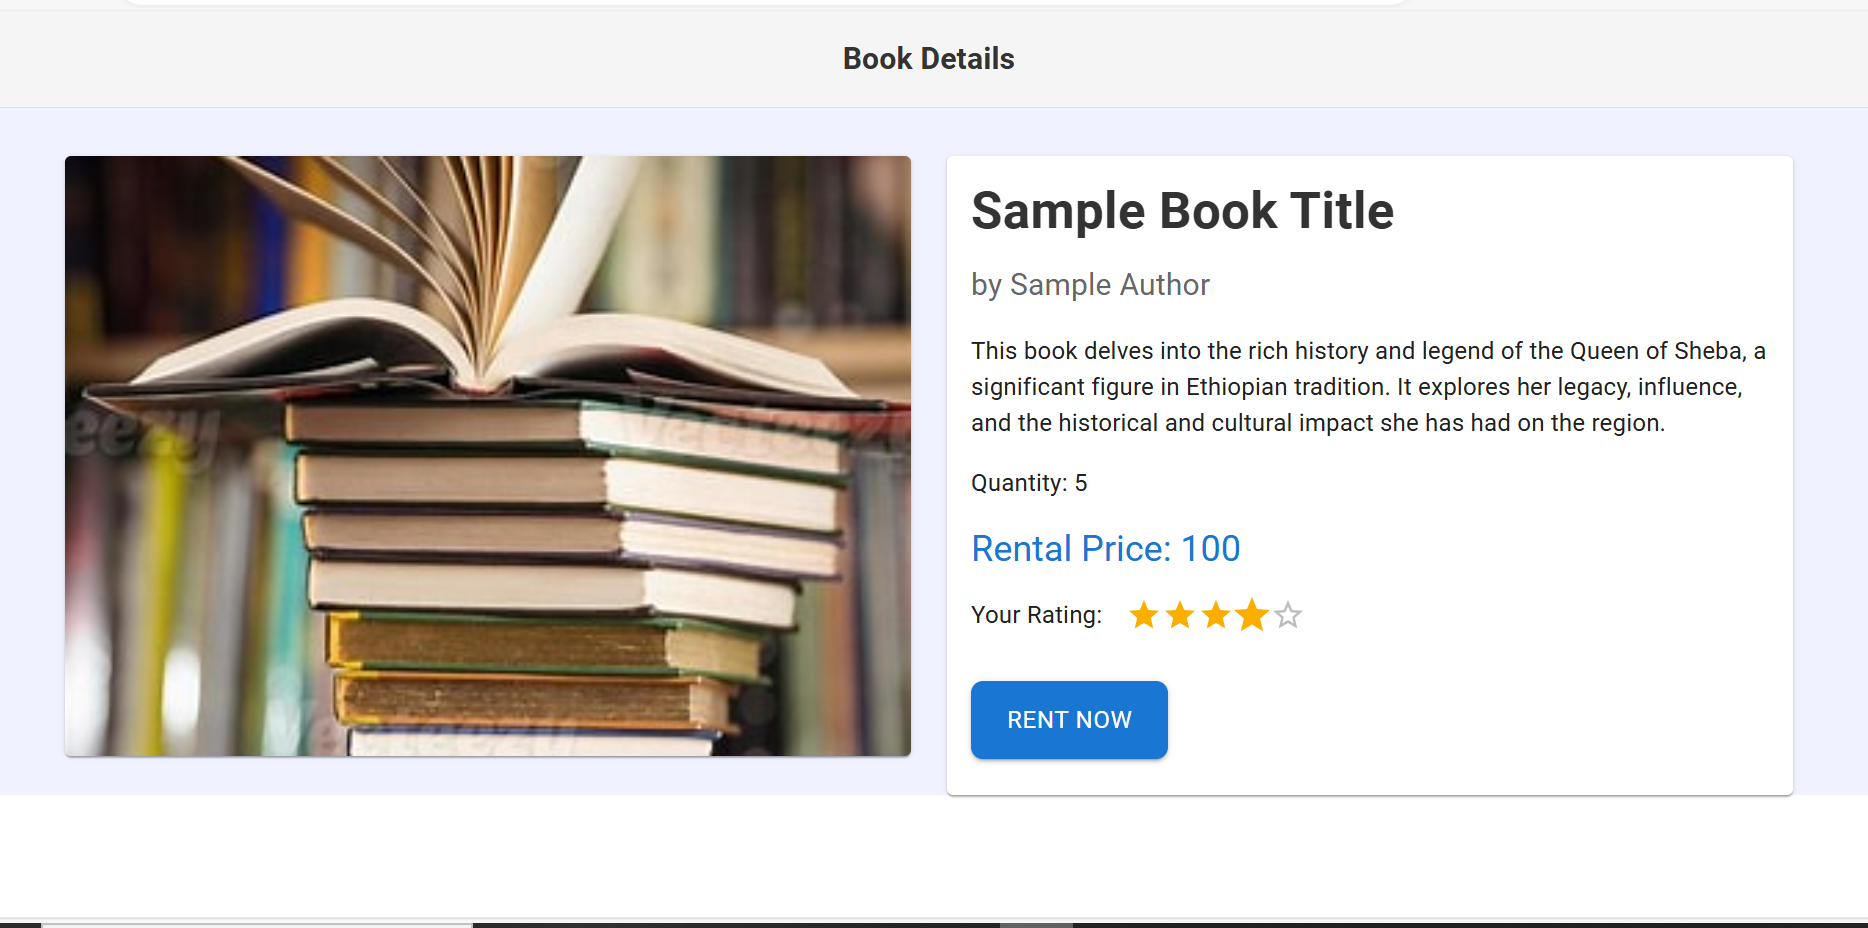 Book Details
Sample Book Title
by Sample Author
This book delves into the rich history and legend of the Queen of Sheba, a
significant figure in Ethiopian tradition. It explores her legacy, influence,
and the historical and cultural impact she has had on the region.
Quantity: 5
Rental Price: 100
Your Rating:
RENT NOW